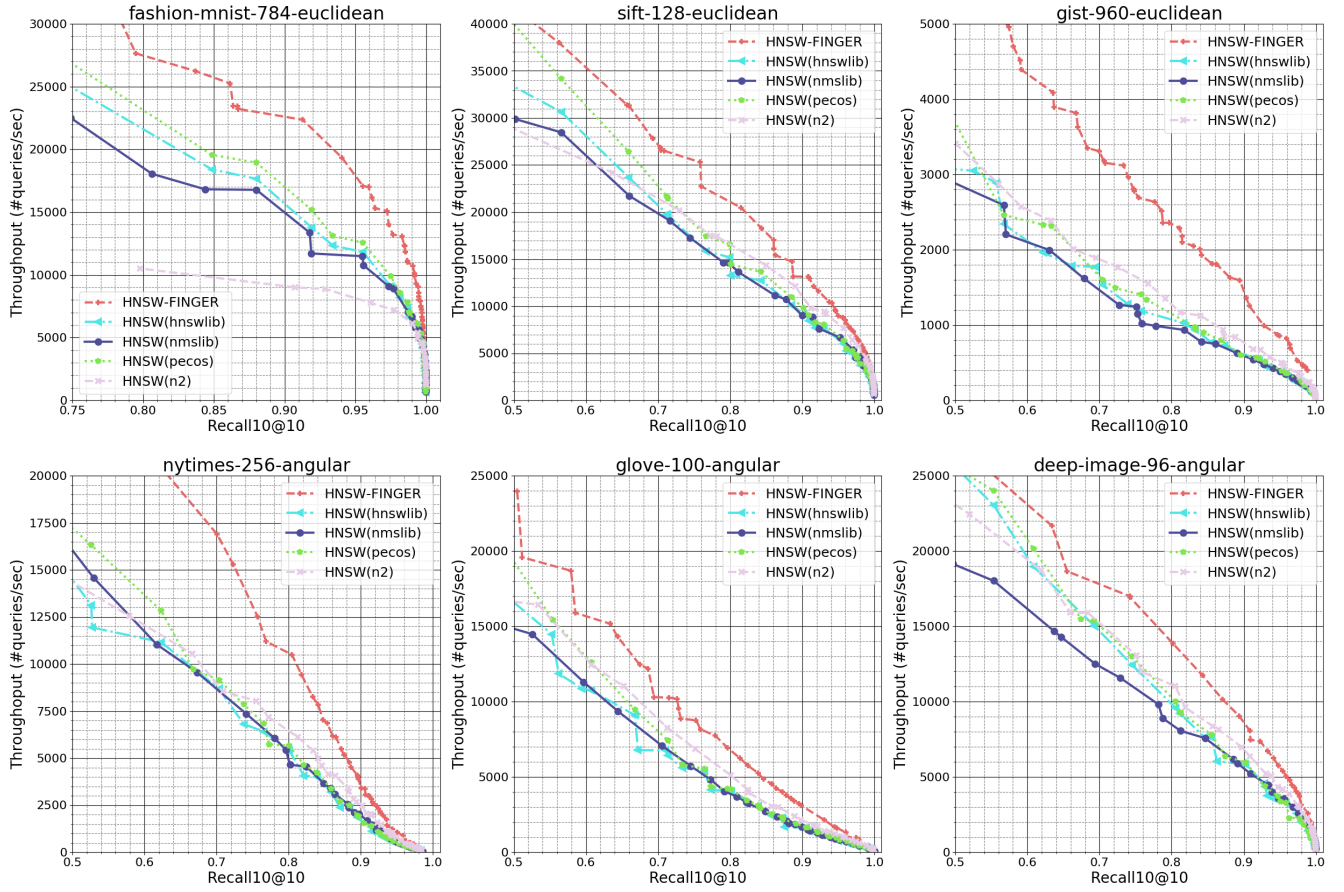 fashion-mnist-784-euclidean
30000
25000
20000
15000
10000
5000
0
0.75
0.80
0.85
0.90
0.95
1.00
Throughoput (#queries/sec)
Recall10@10
HNSW-FINGER
HNSW(hnswlib)
HNSW(nmslib)
HNSW(pecos)
HNSW(n2)
sift-128-euclidean
40000
35000
30000
25000
20000
15000
10000
5000
0
0.5
0.6
0.7
0.8
0.9
1.0
Throughoput (#queries/sec)
Recall10@10
HNSW-FINGER
HNSW(hnswlib)
HNSW(nmslib)
HNSW(pecos)
HNSW(n2)
gist-960-euclidean
5000
4000
3000
2000
1000
0
0.5
0.6
0.7
0.8
0.9
1.0
Throughoput (#queries/sec)
Recall10@10
HNSW-FINGER
HNSW(hnswlib)
HNSW(nmslib)
HNSW(pecos)
HNSW(n2)
nytimes-256-angular
20000
17500
15000
12500
10000
7500
5000
2500
0
0.5
0.6
0.7
0.8
0.9
1.0
Throughoput (#queries/sec)
Recall10@10
HNSW-FINGER
HNSW(hnswlib)
HNSW(nmslib)
HNSW(pecos)
HNSW(n2)
glove-100-angular
25000
20000
15000
10000
5000
0
0.5
0.6
0.7
0.8
0.9
1.0
Throughoput (#queries/sec)
Recall10@10
HNSW-FINGER
HNSW(hnswlib)
HNSW(nmslib)
HNSW(pecos)
HNSW(n2)
deep-image-96-angular
25000
20000
15000
10000
5000
0
0.5
0.6
0.7
0.8
0.9
1.0
Throughoput (#queries/sec)
Recall10@10
HNSW-FINGER
HNSW(hnswlib)
HNSW(nmslib)
HNSW(pecos)
HNSW(n2)